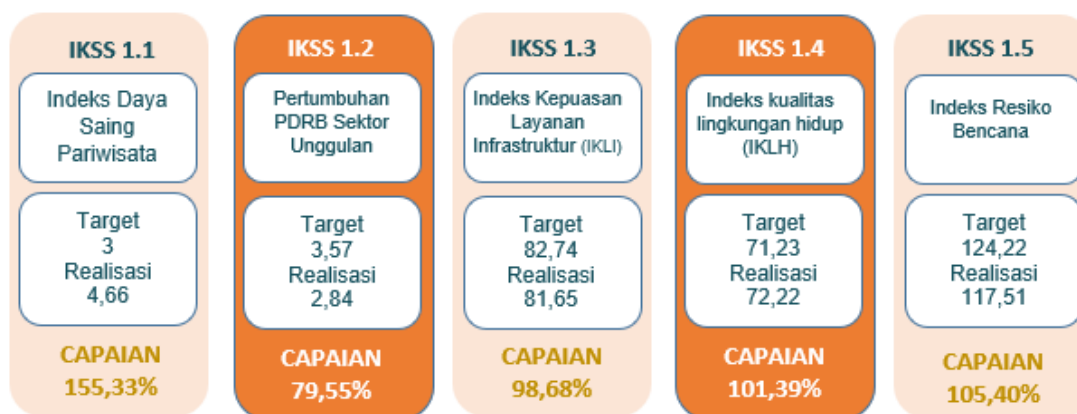 IKSS 1.1
Indeks Daya
Saing
Pariwisata
Target
3
Realisasi
4,66
CAPAIAN
155,33%
IKSS 1.2
Pertumbuhan
PDRB Sektor
Unggulan
Target
3,57
Realisasi
2,84
CAPAIAN
79,55%
IKSS 1.3
Indeks Kepuasan
Layanan
Infrastruktur (IKLI)
Target
82,74
Realisasi
81,65
CAPAIAN
98,68%
IKSS 1.4
Indeks kualitas
lingkungan hidup
(IKLH)
Target
71,23
Realisasi
72,22
CAPAIAN
101,39%
IKSS 1.5
Indeks Resiko
Bencana
Target
124,22
Realisasi
117,51
CAPAIAN
105,40%